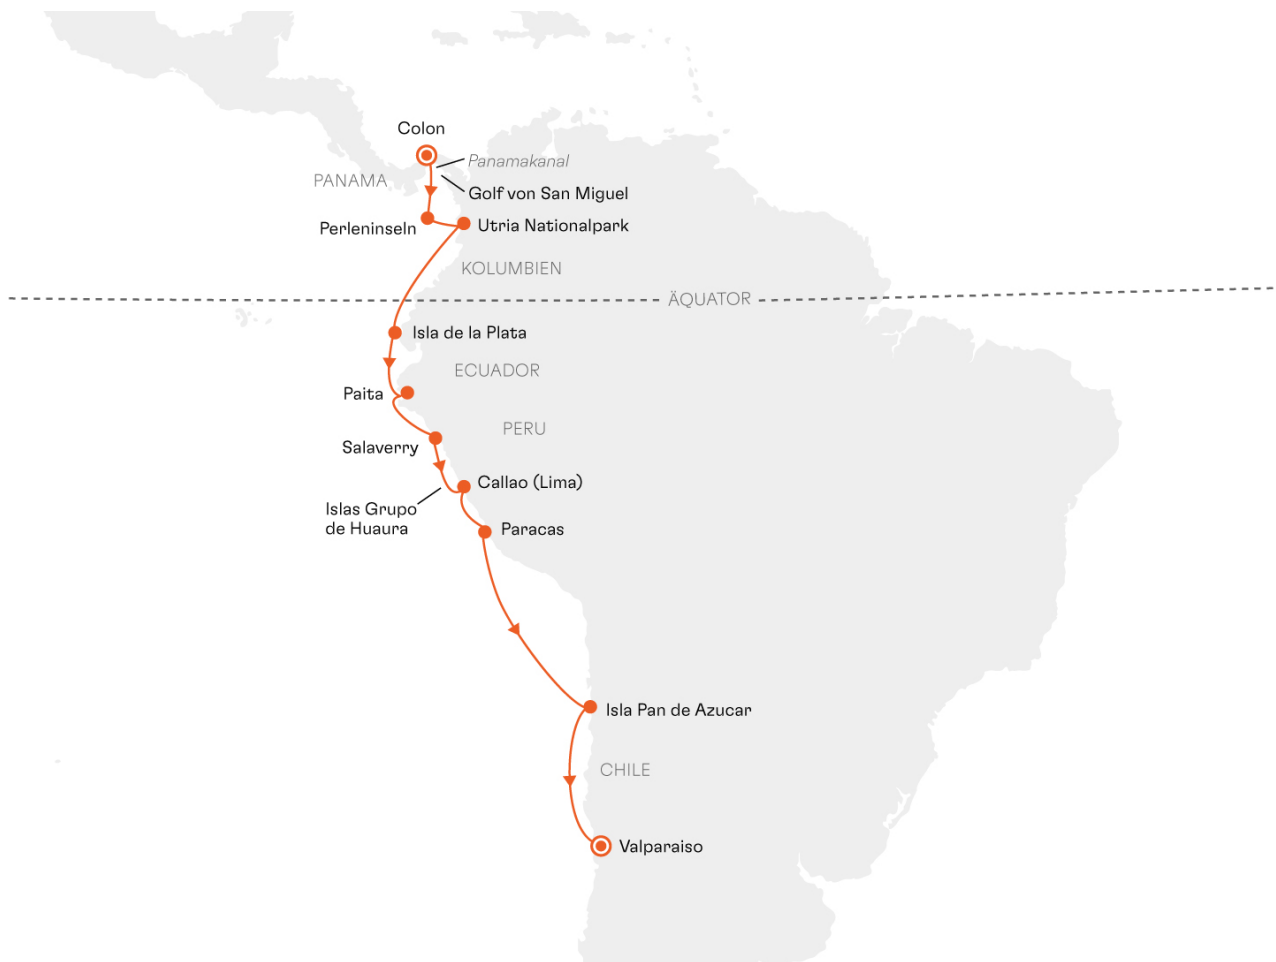 Colon
Panamakanal
PANAMA
Golf von San Miguel
Perleninseln
Utria Nationalpark
KOLUMBIEN
ÄQUATOR
Isla de la Plata
ECUADOR
Paita
PERU
Salaverry
Callao (Lima)
Islas Grupo
de Huaura
Paracas
Isla Pan de Azucar
CHILE
Valparaiso